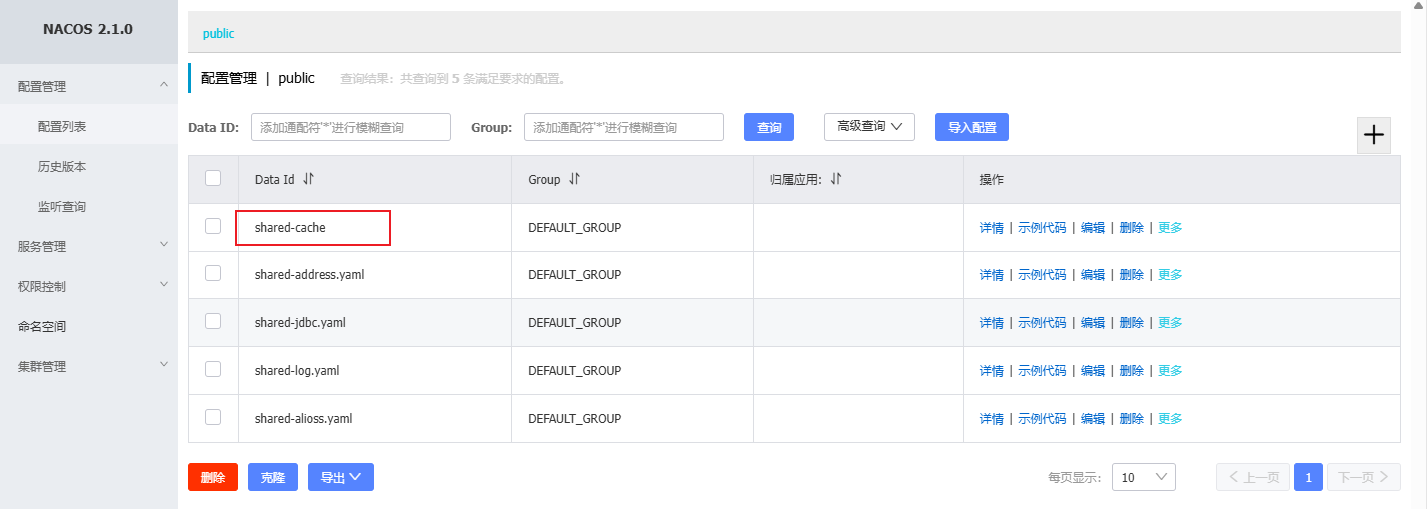 NACOS 2.1.0
配置管理
配置列表
历史版本
监听查询
服务管理
权限控制
命名空间
集群管理
public
配置管理 | public 查询结果：共查询到 5 条满足要求的配置。
Data ID: 添加通配符'*'进行模糊查询 Group: 添加通配符'*'进行模糊查询 查询 高级查询 导入配置
Data Id Group 归属应用: 操作
shared-cache DEFAULT_GROUP 详情 | 示例代码 | 编辑 | 删除 | 更多
shared-address.yaml DEFAULT_GROUP 详情 | 示例代码 | 编辑 | 删除 | 更多
shared-jdbc.yaml DEFAULT_GROUP 详情 | 示例代码 | 编辑 | 删除 | 更多
shared-log.yaml DEFAULT_GROUP 详情 | 示例代码 | 编辑 | 删除 | 更多
shared-alioss.yaml DEFAULT_GROUP 详情 | 示例代码 | 编辑 | 删除 | 更多
删除 克隆 导出 每页显示: 10 上一页 1 下一页